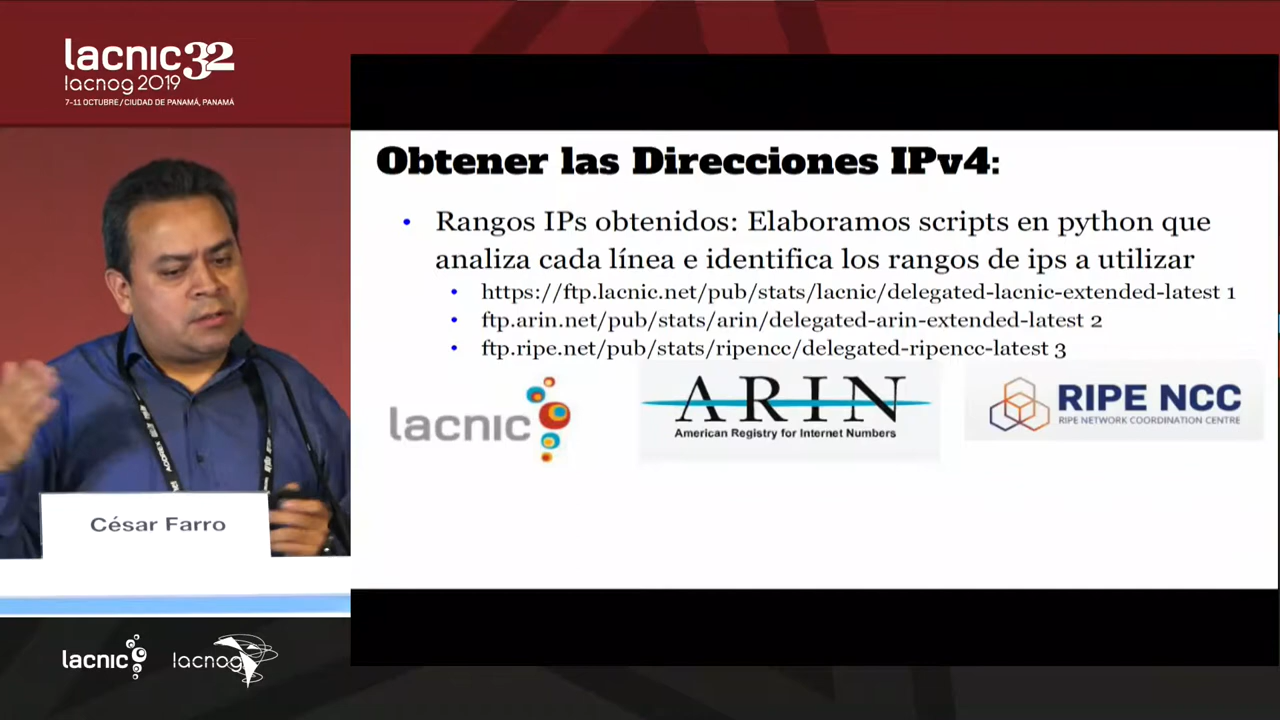 lacnic32
lacnog 2019
7-11 OCTUBRE / CIUDAD DE PANAMÁ, PANAMÁ
Obtener las Direcciones IPv4:
• Rangos IPs obtenidos: Elaboramos scripts en python que
analiza cada línea e identifica los rangos de ips a utilizar
• https://ftp.lacnic.net/pub/stats/lacnic/delegated-lacnic-extended-latest 1
• ftp.arin.net/pub/stats/arin/delegated-arin-extended-latest 2
• ftp.ripe.net/pub/stats/ripencc/delegated-ripencc-latest 3
lacnic
ARIN
American Registry for Internet Numbers
RIPE NCC
RIPE NETWORK COORDINATION CENTRE
César Farro
lacnic
lacnog